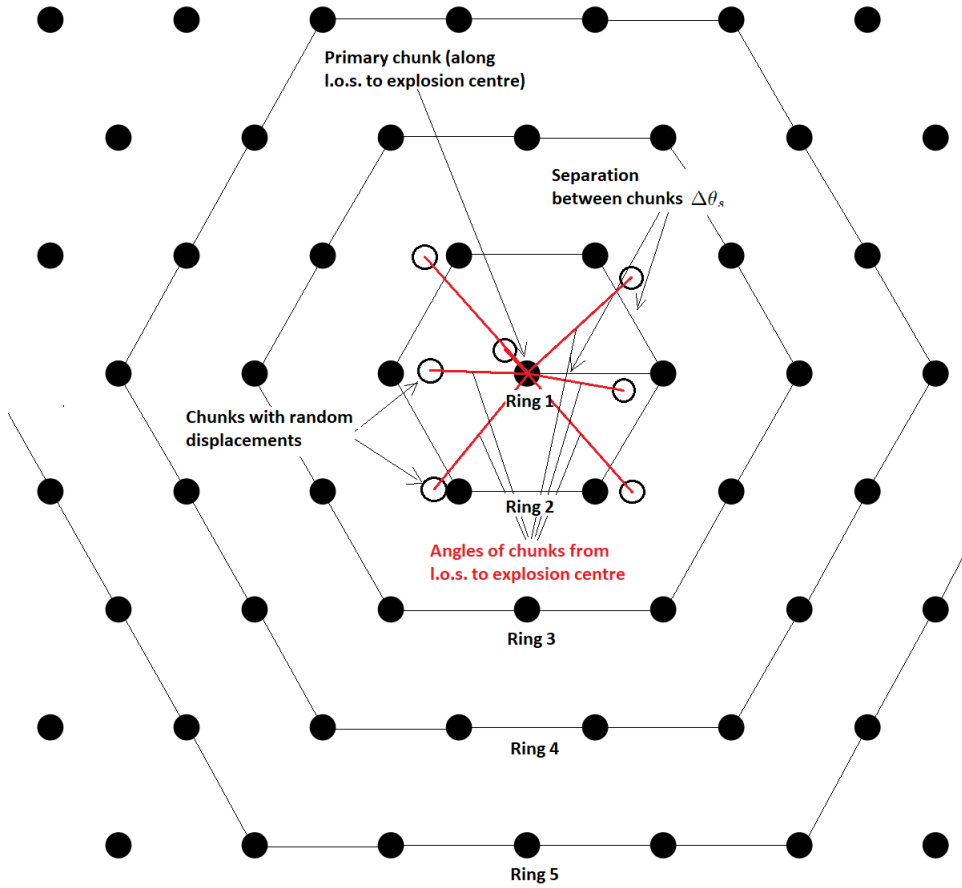 Primary chunk (along
l.o.s. to explosion centre)
Separation
between chunks Δθₛ
Ring 1
Chunks with random
displacements
Ring 2
Angles of chunks from
l.o.s. to explosion centre
Ring 3
Ring 4
Ring 5